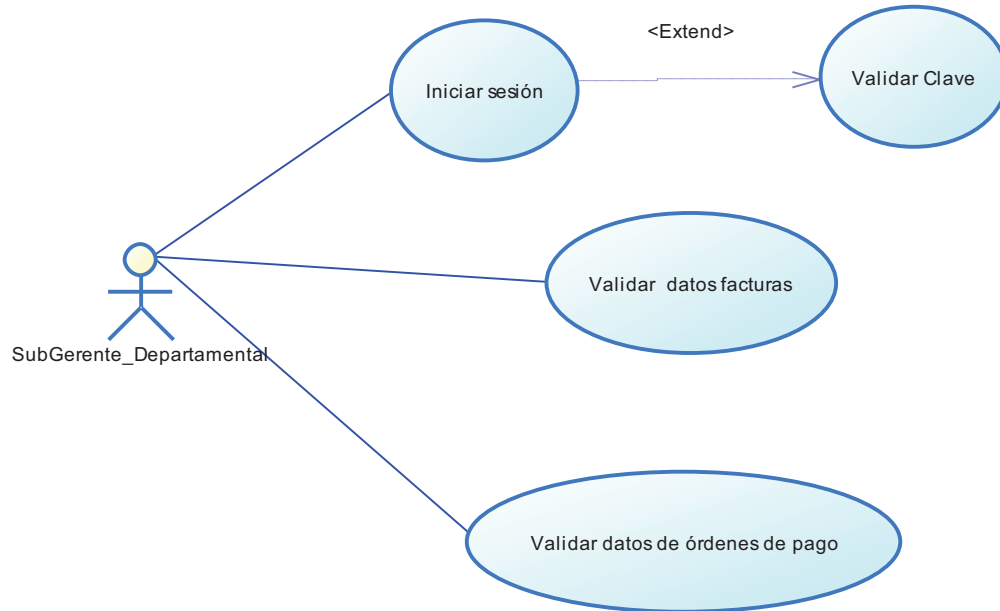 <Extend>
Iniciar sesión
Validar Clave
Validar datos facturas
SubGerente_Departamental
Validar datos de órdenes de pago